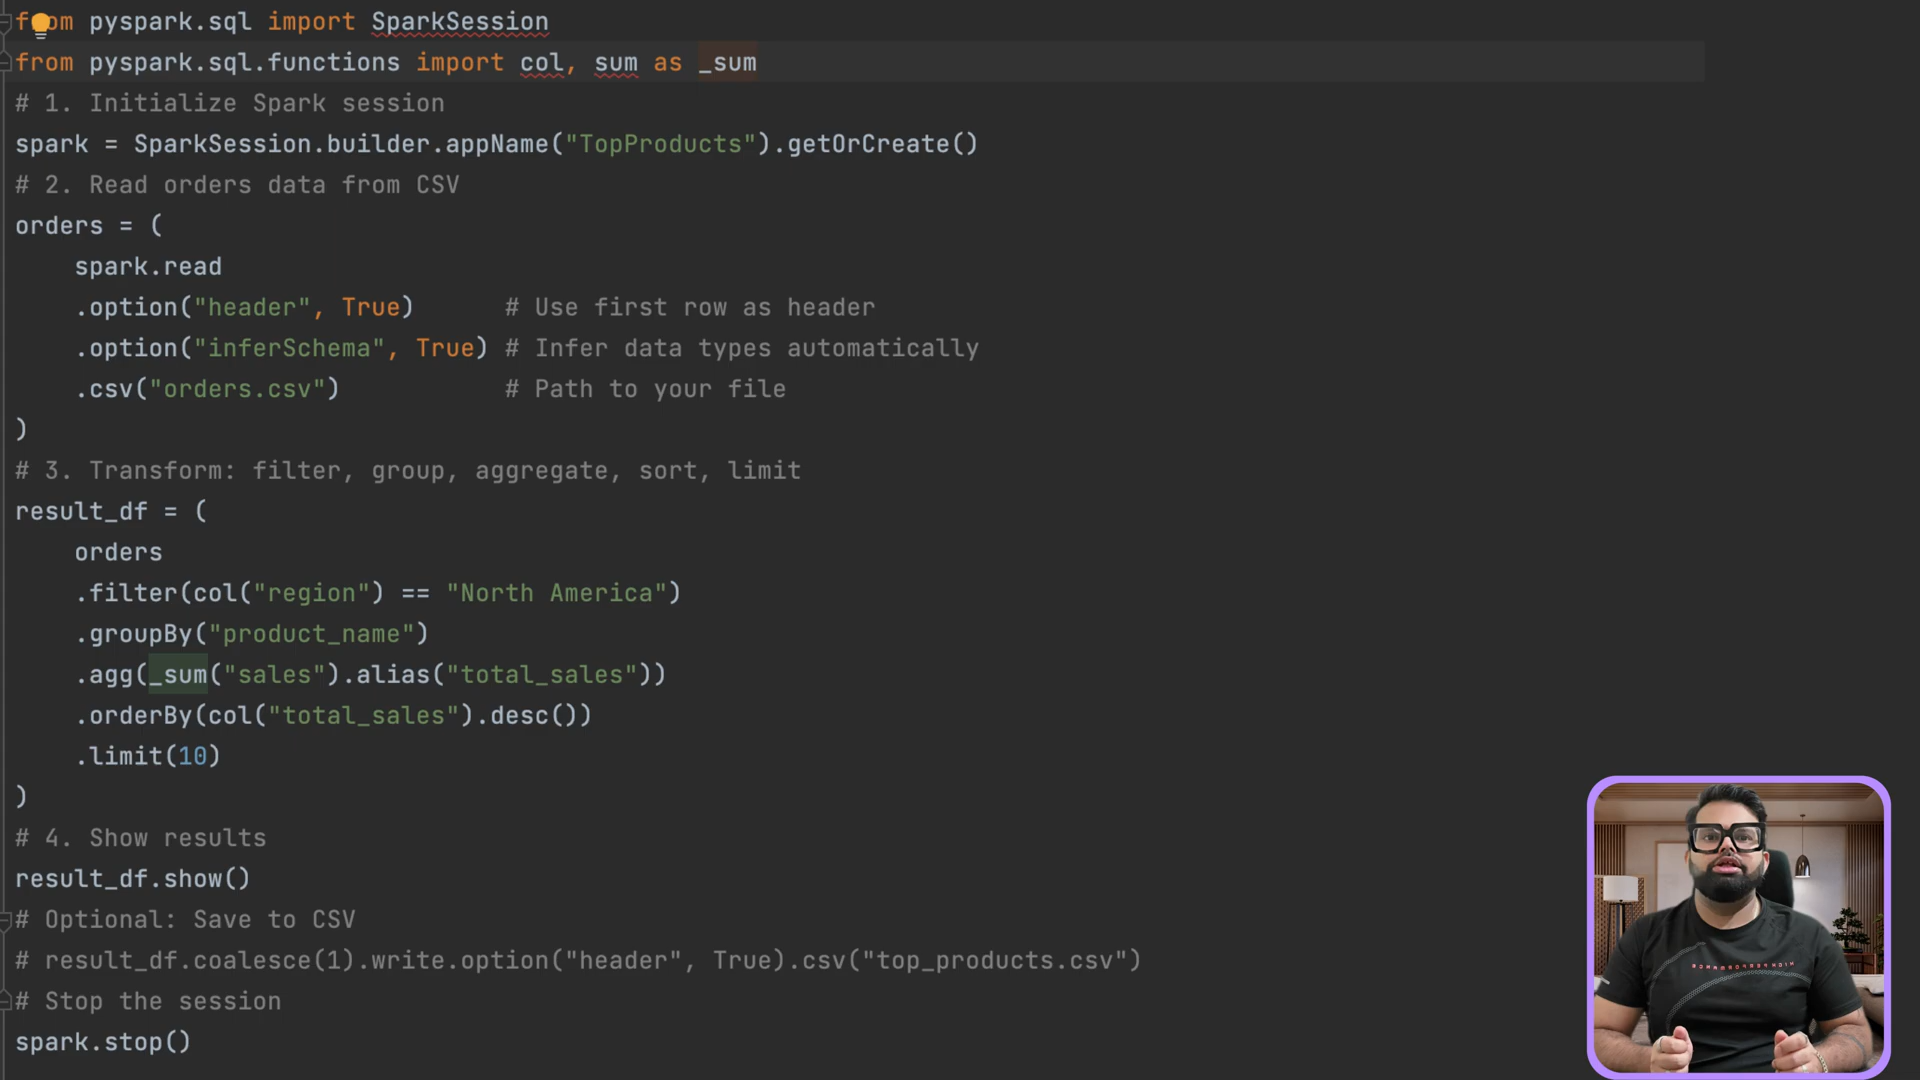 from pyspark.sql import SparkSession
from pyspark.sql.functions import col, sum as _sum
# 1. Initialize Spark session
spark = SparkSession.builder.appName("TopProducts").getOrCreate()
# 2. Read orders data from CSV
orders = (
    spark.read
    .option("header", True)      # Use first row as header
    .option("inferSchema", True) # Infer data types automatically
    .csv("orders.csv")           # Path to your file
)
# 3. Transform: filter, group, aggregate, sort, limit
result_df = (
    orders
    .filter(col("region") == "North America")
    .groupBy("product_name")
    .agg(_sum("sales").alias("total_sales"))
    .orderBy(col("total_sales").desc())
    .limit(10)
)
# 4. Show results
result_df.show()
# Optional: Save to CSV
# result_df.coalesce(1).write.option("header", True).csv("top_products.csv")
# Stop the session
spark.stop()